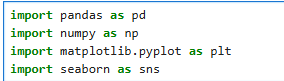 import pandas as pd
import numpy as np
import matplotlib.pyplot as plt
import seaborn as sns